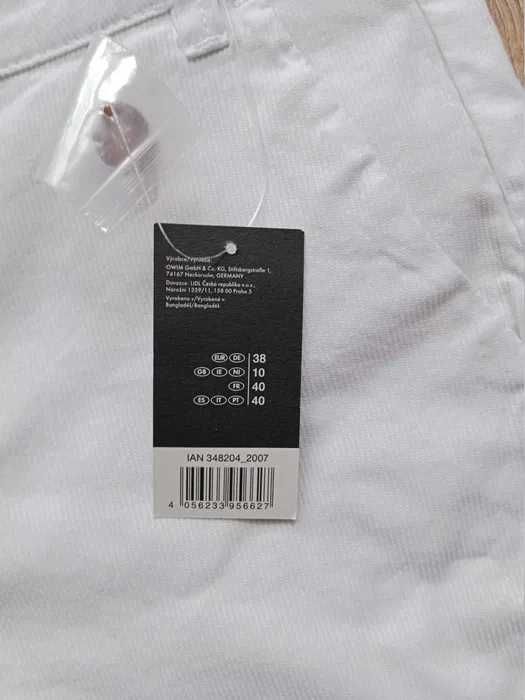 Výrobce/Výrobca:
OWIM GmbH & Co. KG, Stiftsbergstraße 1,
74167 Neckarsulm, GERMANY
Dovozce: LIDL Česká republika v.o.s.,
Nárožní 1359/11, 158 00 Praha 5
Vyrobeno v/Vyrobené v
Bangladéš/Bangladéš
EUR DE 38
GB IE NI 10
FR 40
ES IT PT 40
IAN 348204_2007
4 056233 956627